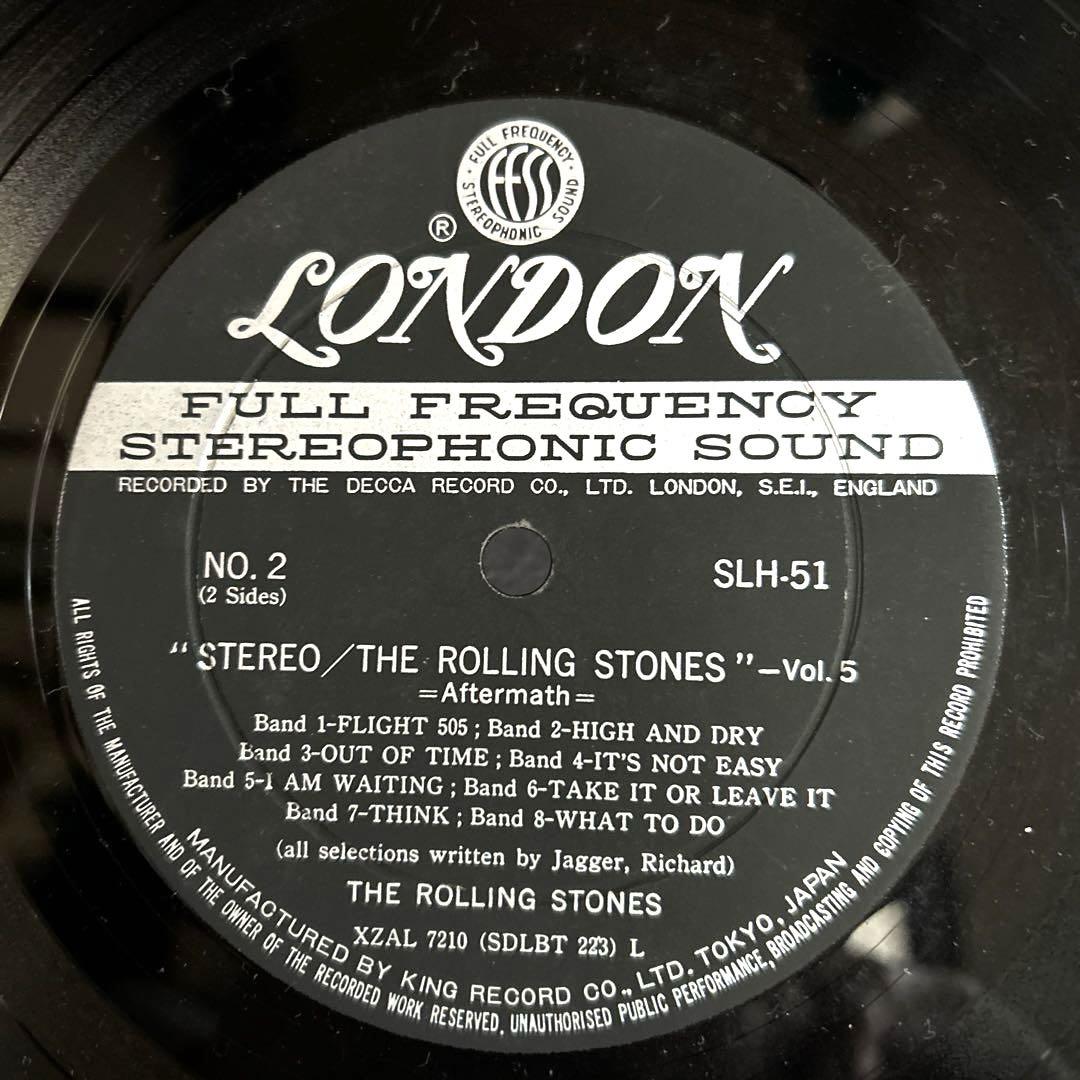 FULL FREQUENCY
ffss
STEREOPHONIC SOUND
®
LONDON
FULL FREQUENCY
STEREOPHONIC SOUND
RECORDED BY THE DECCA RECORD CO., LTD. LONDON, S.E.I., ENGLAND
NO. 2
(2 Sides)
SLH-51
"STEREO/THE ROLLING STONES"-Vol. 5
=Aftermath=
Band 1-FLIGHT 505 ; Band 2-HIGH AND DRY
Band 3-OUT OF TIME ; Band 4-IT'S NOT EASY
Band 5-I AM WAITING ; Band 6-TAKE IT OR LEAVE IT
Band 7-THINK ; Band 8-WHAT TO DO
(all selections written by Jagger, Richard)
THE ROLLING STONES
XZAL 7210 (SDLBT 223) L
MANUFACTURED BY KING RECORD CO., LTD. TOKYO, JAPAN
ALL RIGHTS OF THE MANUFACTURER AND OF THE OWNER OF THE RECORDED WORK RESERVED, UNAUTHORISED PUBLIC PERFORMANCE, BROADCASTING AND COPYING OF THIS RECORD PROHIBITED